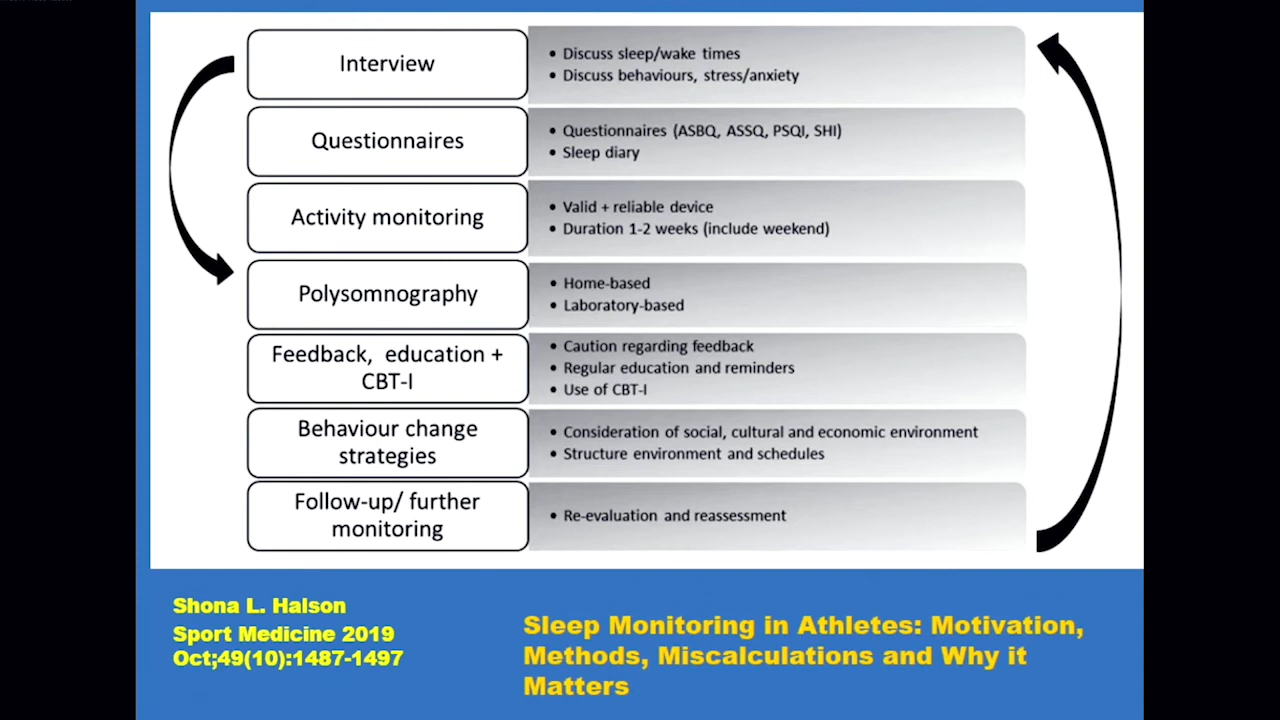 Interview
• Discuss sleep/wake times
• Discuss behaviours, stress/anxiety
Questionnaires
• Questionnaires (ASBQ, ASSQ, PSQI, SHI)
• Sleep diary
Activity monitoring
• Valid + reliable device
• Duration 1-2 weeks (include weekend)
Polysomnography
• Home-based
• Laboratory-based
Feedback, education +
CBT-I
• Caution regarding feedback
• Regular education and reminders
• Use of CBT-I
Behaviour change
strategies
• Consideration of social, cultural and economic environment
• Structure environment and schedules
Follow-up/ further
monitoring
• Re-evaluation and reassessment
Shona L. Halson
Sport Medicine 2019
Oct;49(10):1487-1497
Sleep Monitoring in Athletes: Motivation,
Methods, Miscalculations and Why it
Matters